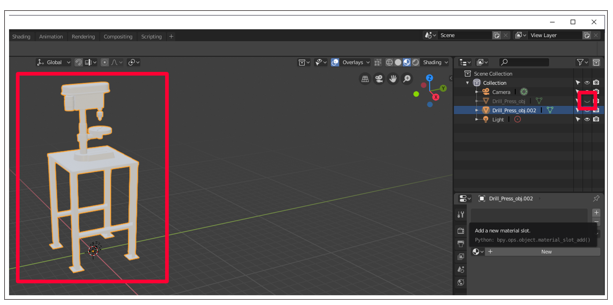 Shading Animation Rendering Compositing Scripting +
Scene
View Layer
Global
Overlays
Shading
Scene Collection
Collection
Camera
Drill_Press_obj
Drill_Press_obj.002
Light
Z
Y
X
Drill_Press_obj.002
Add a new material slot.
Python: bpy.ops.object.material_slot_add()
+ New